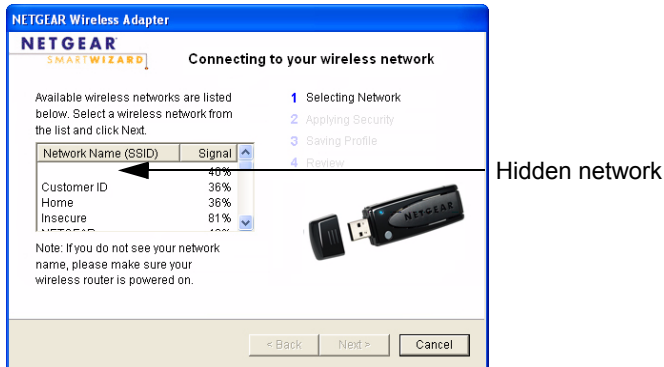 NETGEAR Wireless Adapter
NETGEAR
SMARTWIZARD
Connecting to your wireless network
Available wireless networks are listed
below. Select a wireless network from
the list and click Next.
Network Name (SSID) Signal
40%
Customer ID 36%
Home 36%
Insecure 81%
NETGEAR
Note: If you do not see your network
name, please make sure your
wireless router is powered on.
1 Selecting Network
2 Applying Security
3 Saving Profile
4 Review
NETGEAR
Hidden network
< Back
Next >
Cancel